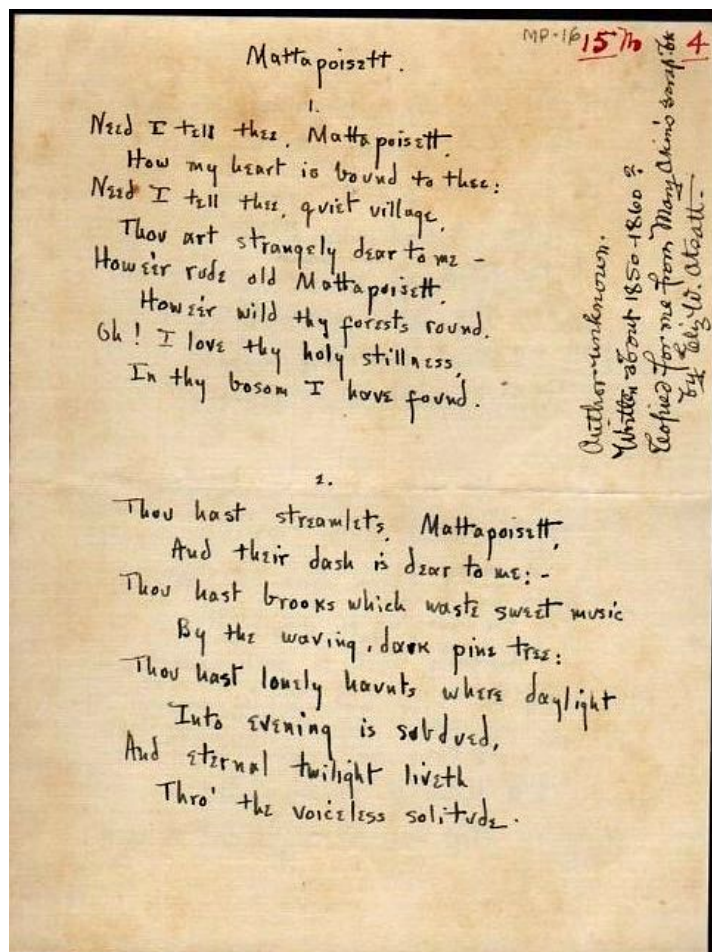 MP-16
15
4
Mattapoisett.
1.
Need I tell thee, Mattapoisett,
How my heart is bound to thee:
Need I tell thee, quiet village,
Thou art strangely dear to me -
Howe'er rude old Mattapoisett,
Howe'er wild thy forests round.
Oh! I love thy holy stillness,
In thy bosom I have found.
2.
Thou hast streamlets, Mattapoisett,
And their dash is dear to me: -
Thou hast brooks which waste sweet music
By the waving, dark pine tree:
Thou hast lonely haunts where daylight
Into evening is subdued,
And eternal twilight liveth
Thro' the voiceless solitude.
Author-unknown.
Written about 1850-1860?
Copied for me from Mary Akin's
by Eliz. W.